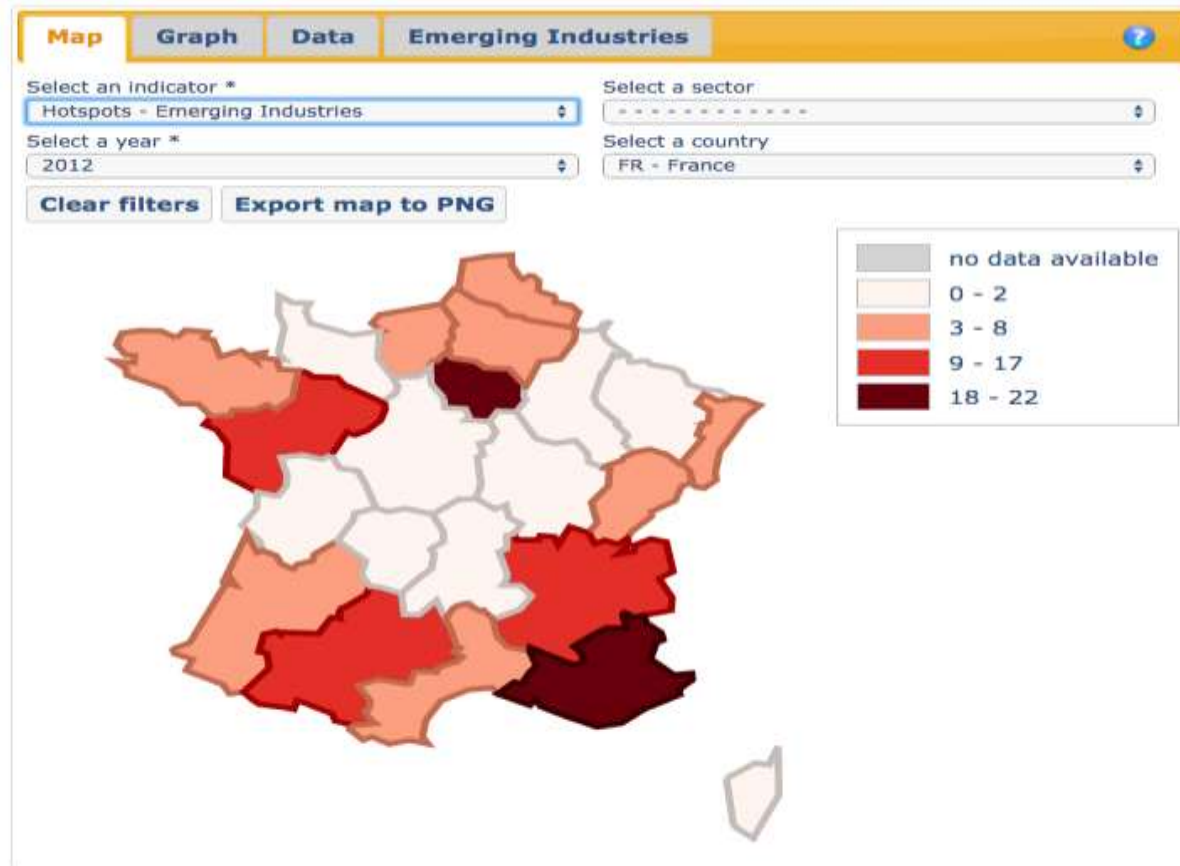 Map Graph Data Emerging Industries ?
Select an indicator * Select a sector
Hotspots - Emerging Industries - - - - - - - - - - - -
Select a year * Select a country
2012 FR - France
Clear filters Export map to PNG
no data available
0 - 2
3 - 8
9 - 17
18 - 22